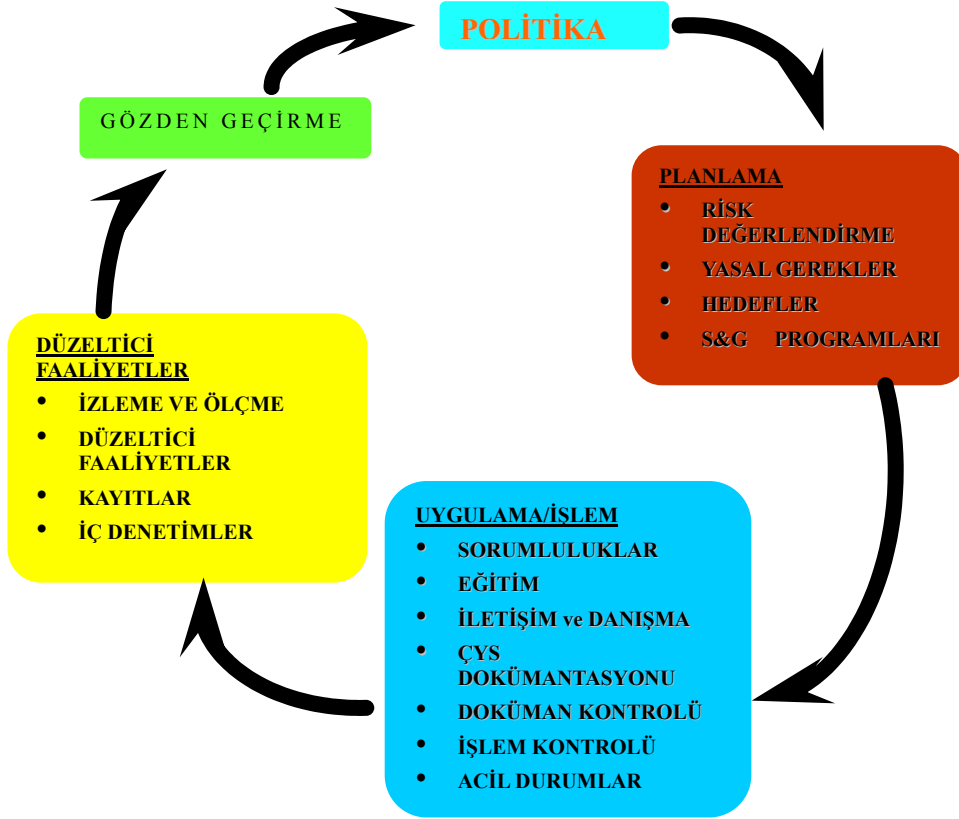 POLİTİKA
GÖZDEN GEÇİRME
PLANLAMA
• RİSK
DEĞERLENDİRME
• YASAL GEREKLER
• HEDEFLER
• S&G PROGRAMLARI
DÜZELTİCİ
FAALİYETLER
• İZLEME VE ÖLÇME
• DÜZELTİCİ
FAALİYETLER
• KAYITLAR
• İÇ DENETİMLER
UYGULAMA/İŞLEM
• SORUMLULUKLAR
• EĞİTİM
• İLETİŞİM ve DANIŞMA
• ÇYS
DOKÜMANTASYONU
• DOKÜMAN KONTROLÜ
• İŞLEM KONTROLÜ
• ACİL DURUMLAR